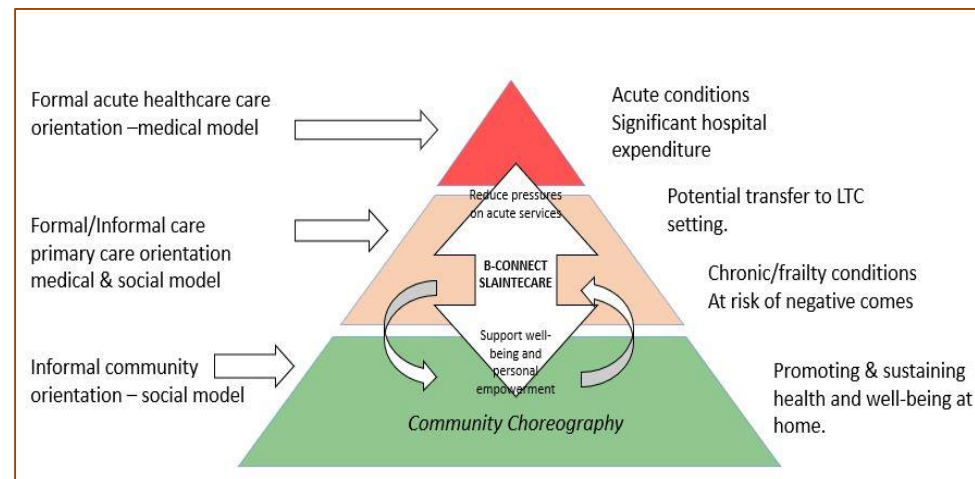 Formal acute healthcare care
orientation –medical model
Acute conditions
Significant hospital
expenditure
Reduce pressures
on acute services
Formal/Informal care
primary care orientation
medical & social model
Potential transfer to LTC
setting.
B-CONNECT
SLAINTECARE
Chronic/frailty conditions
At risk of negative comes
Support well-
being and
personal
empowerment
Informal community
orientation – social model
Promoting & sustaining
health and well-being at
home.
Community Choreography